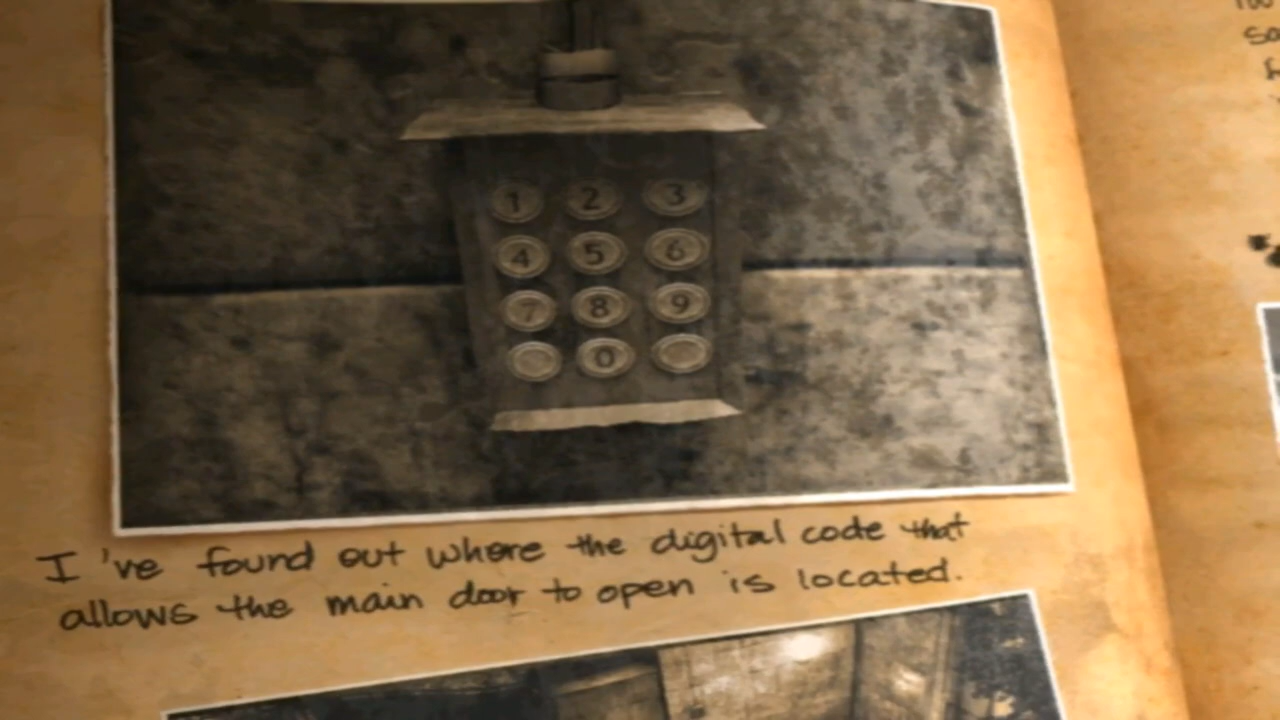 1 2 3
4 5 6
7 8 9
0
I 've found out where the digital code that
allows the main door to open is located.